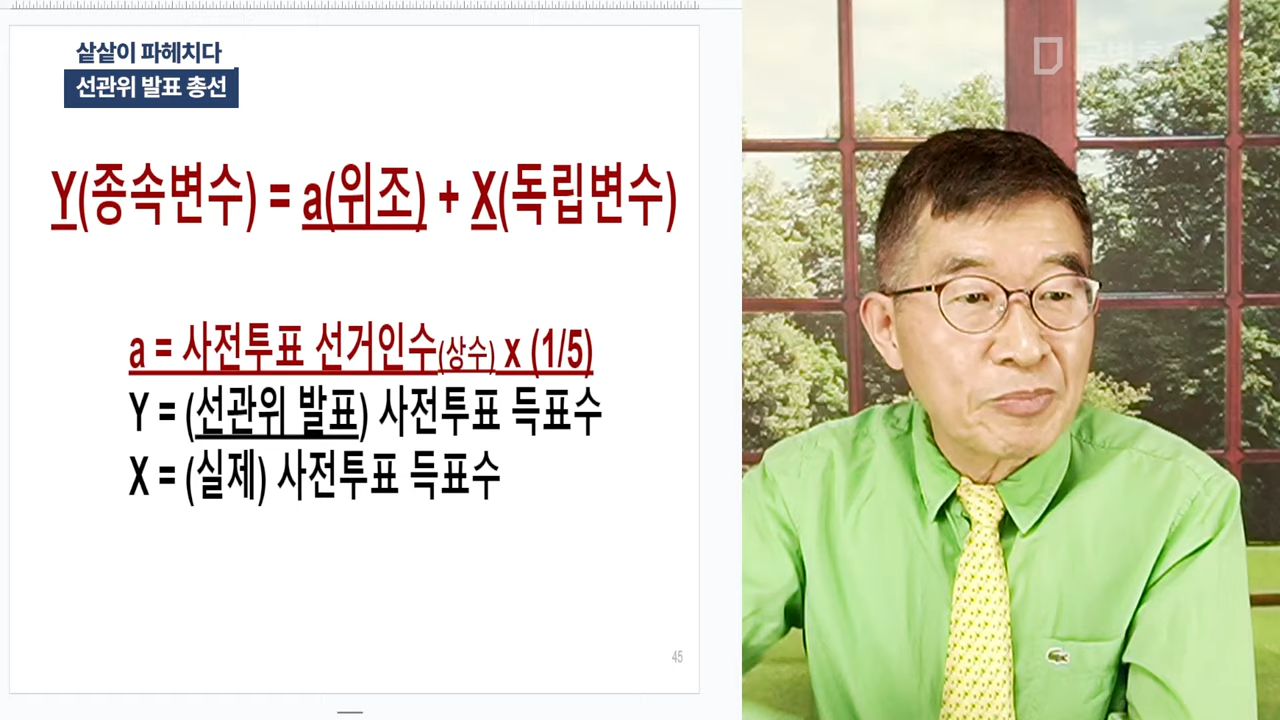 샅샅이 파헤치다
선관위 발표 총선
Y(종속변수) = a(위조) + X(독립변수)
a = 사전투표 선거인수(상수) x (1/5)
Y = (선관위 발표) 사전투표 득표수
X = (실제) 사전투표 득표수
45